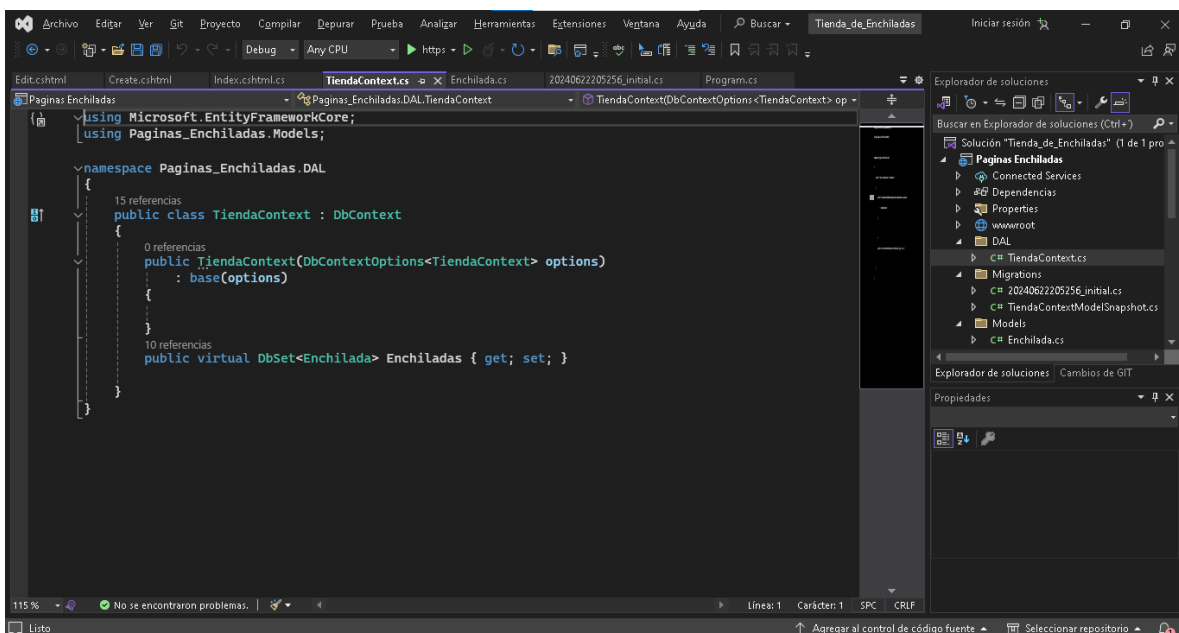 Archivo Editar Ver Git Proyecto Compilar Depurar Prueba Analizar Herramientas Extensiones Ventana Ayuda Buscar Tienda_de_Enchiladas Iniciar sesión
Debug Any CPU https
Edit.cshtml Create.cshtml Index.cshtml.cs TiendaContext.cs Enchilada.cs 20240622205256_initial.cs Program.cs
Paginas Enchiladas Paginas_Enchiladas.DAL.TiendaContext TiendaContext(DbContextOptions<TiendaContext> op
using Microsoft.EntityFrameworkCore;
using Paginas_Enchiladas.Models;
namespace Paginas_Enchiladas.DAL
{
15 referencias
public class TiendaContext : DbContext
{
0 referencias
public TiendaContext(DbContextOptions<TiendaContext> options)
: base(options)
{
}
10 referencias
public virtual DbSet<Enchilada> Enchiladas { get; set; }
}
}
115 % No se encontraron problemas. Línea: 1 Carácter: 1 SPC CRLF
Explorador de soluciones
Buscar en Explorador de soluciones (Ctrl+´)
Solución "Tienda_de_Enchiladas" (1 de 1 pro
Paginas Enchiladas
Connected Services
Dependencias
Properties
wwwroot
DAL
C# TiendaContext.cs
Migrations
C# 20240622205256_initial.cs
C# TiendaContextModelSnapshot.cs
Models
C# Enchilada.cs
Explorador de soluciones Cambios de GIT
Propiedades
Listo Agregar al control de código fuente Seleccionar repositorio